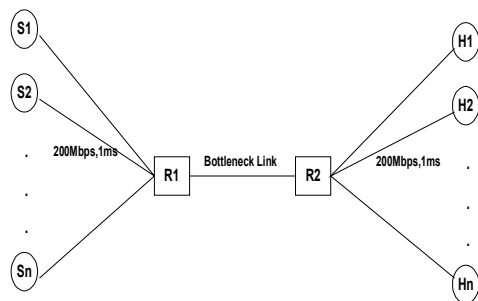 S1
H1
S2
H2
200Mbps,1ms
Bottleneck Link
200Mbps,1ms
R1
R2
.
.
.
.
.
.
Sn
Hn